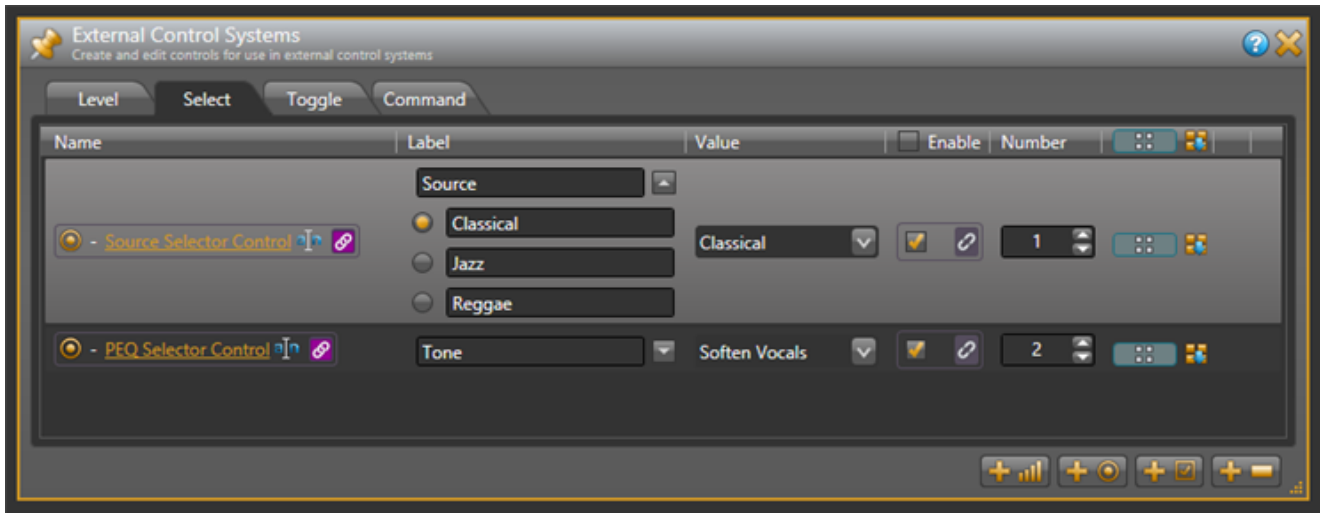 External Control Systems
Create and edit controls for use in external control systems
Level Select Toggle Command
Name Label Value Enable Number
Source
Classical
- Source Selector Control Classical 1
Jazz
Reggae
- PEQ Selector Control Tone Soften Vocals 2